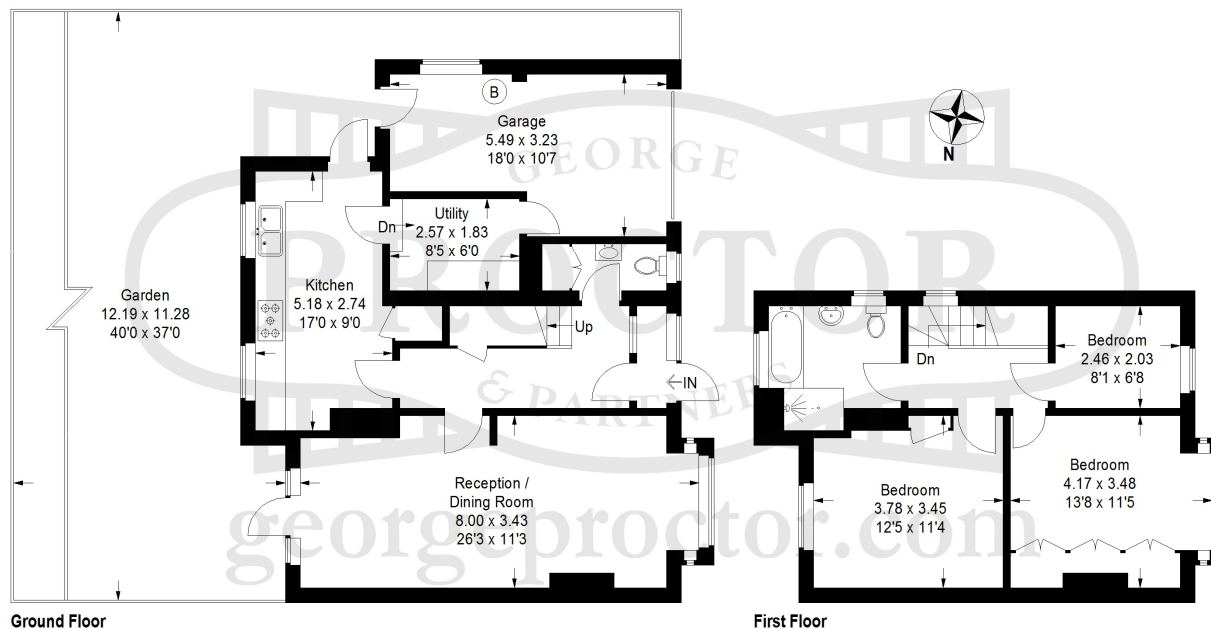 B
Garage
5.49 x 3.23
18'0 x 10'7
N
GEORGE
PROCTOR
& PARTNERS
georgeproctor.com
Dn
Utility
2.57 x 1.83
8'5 x 6'0
Kitchen
5.18 x 2.74
17'0 x 9'0
Garden
12.19 x 11.28
40'0 x 37'0
Up
IN
Reception /
Dining Room
8.00 x 3.43
26'3 x 11'3
Dn
Bedroom
2.46 x 2.03
8'1 x 6'8
Bedroom
3.78 x 3.45
12'5 x 11'4
Bedroom
4.17 x 3.48
13'8 x 11'5
Ground Floor
First Floor